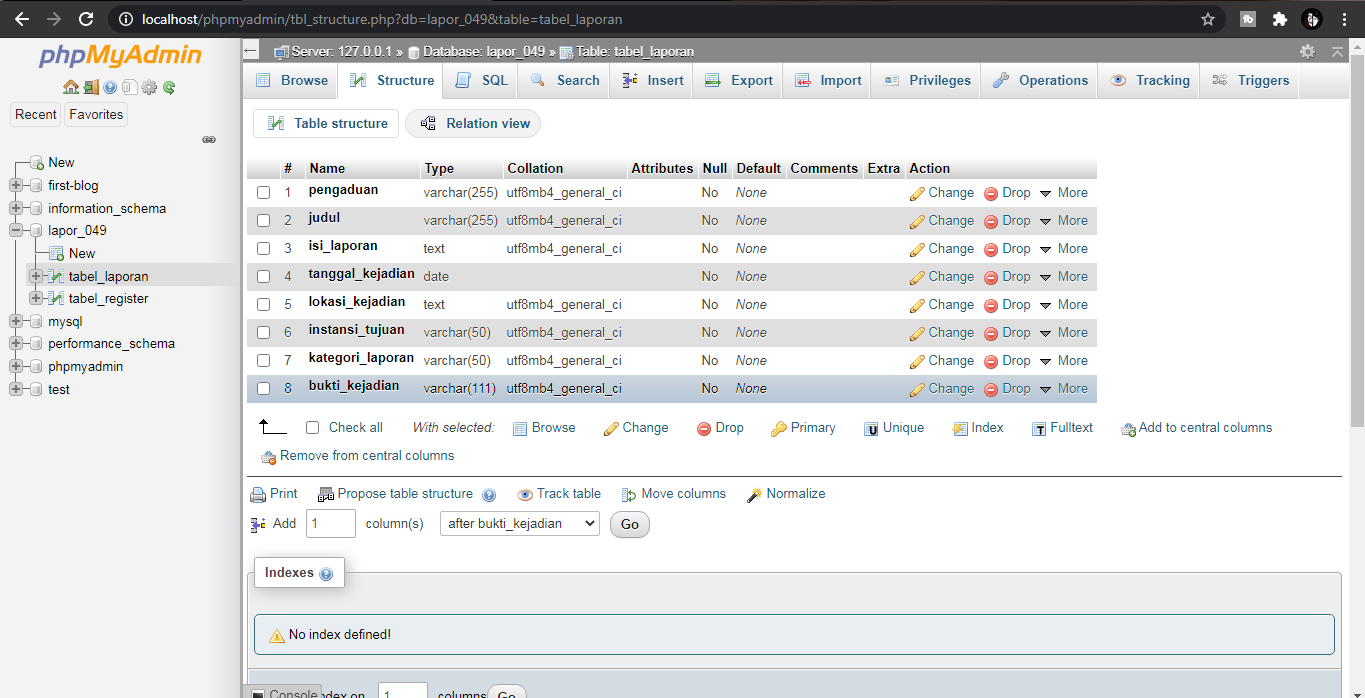 localhost/phpmyadmin/tbl_structure.php?db=lapor_049&table=tabel_laporan
phpMyAdmin
Recent Favorites
New
first-blog
information_schema
lapor_049
New
tabel_laporan
tabel_register
mysql
performance_schema
phpmyadmin
test
Server: 127.0.0.1 » Database: lapor_049 » Table: tabel_laporan
Browse Structure SQL Search Insert Export Import Privileges Operations Tracking Triggers
Table structure Relation view
# Name Type Collation Attributes Null Default Comments Extra Action
1 pengaduan varchar(255) utf8mb4_general_ci No None Change Drop More
2 judul varchar(255) utf8mb4_general_ci No None Change Drop More
3 isi_laporan text utf8mb4_general_ci No None Change Drop More
4 tanggal_kejadian date No None Change Drop More
5 lokasi_kejadian text utf8mb4_general_ci No None Change Drop More
6 instansi_tujuan varchar(50) utf8mb4_general_ci No None Change Drop More
7 kategori_laporan varchar(50) utf8mb4_general_ci No None Change Drop More
8 bukti_kejadian varchar(111) utf8mb4_general_ci No None Change Drop More
Check all With selected: Browse Change Drop Primary Unique Index Fulltext Add to central columns
Remove from central columns
Print Propose table structure Track table Move columns Normalize
Add 1 column(s) after bukti_kejadian Go
Indexes
No index defined!
Console ndex on 1 columns Go